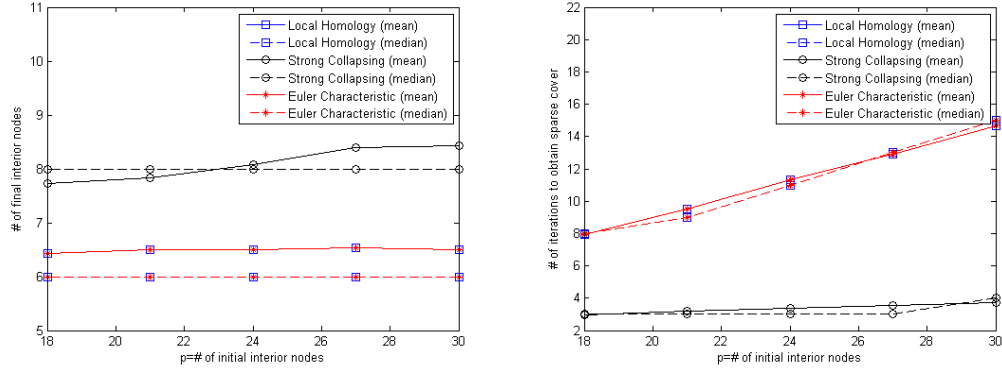 11
10
9
8
7
6
5
# of final interior nodes
Local Homology (mean)
Local Homology (median)
Strong Collapsing (mean)
Strong Collapsing (median)
Euler Characteristic (mean)
Euler Characteristic (median)
18 20 22 24 26 28 30
p=# of initial interior nodes
22
20
18
16
14
12
10
8
6
4
2
# of iterations to obtain sparse cover
Local Homology (mean)
Local Homology (median)
Strong Collapsing (mean)
Strong Collapsing (median)
Euler Characteristic (mean)
Euler Characteristic (median)
18 20 22 24 26 28 30
p=# of initial interior nodes